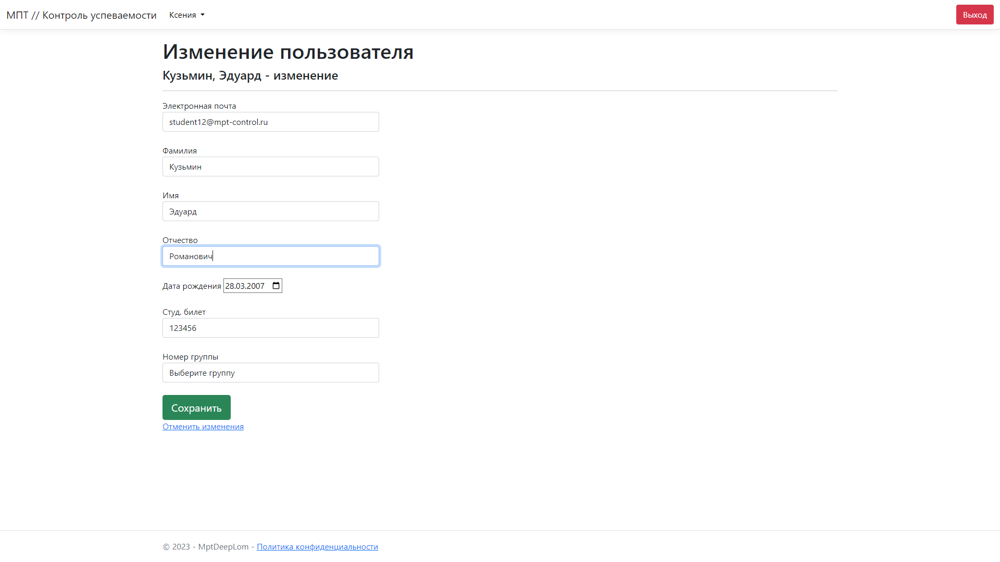 МПТ // Контроль успеваемости Ксения Выход
Изменение пользователя
Кузьмин, Эдуард - изменение
Электронная почта
student12@mpt-control.ru
Фамилия
Кузьмин
Имя
Эдуард
Отчество
Романович
Дата рождения 28.03.2007
Студ. билет
123456
Номер группы
Выберите группу
Сохранить
Отменить изменения
© 2023 - MptDeepLom - Политика конфиденциальности